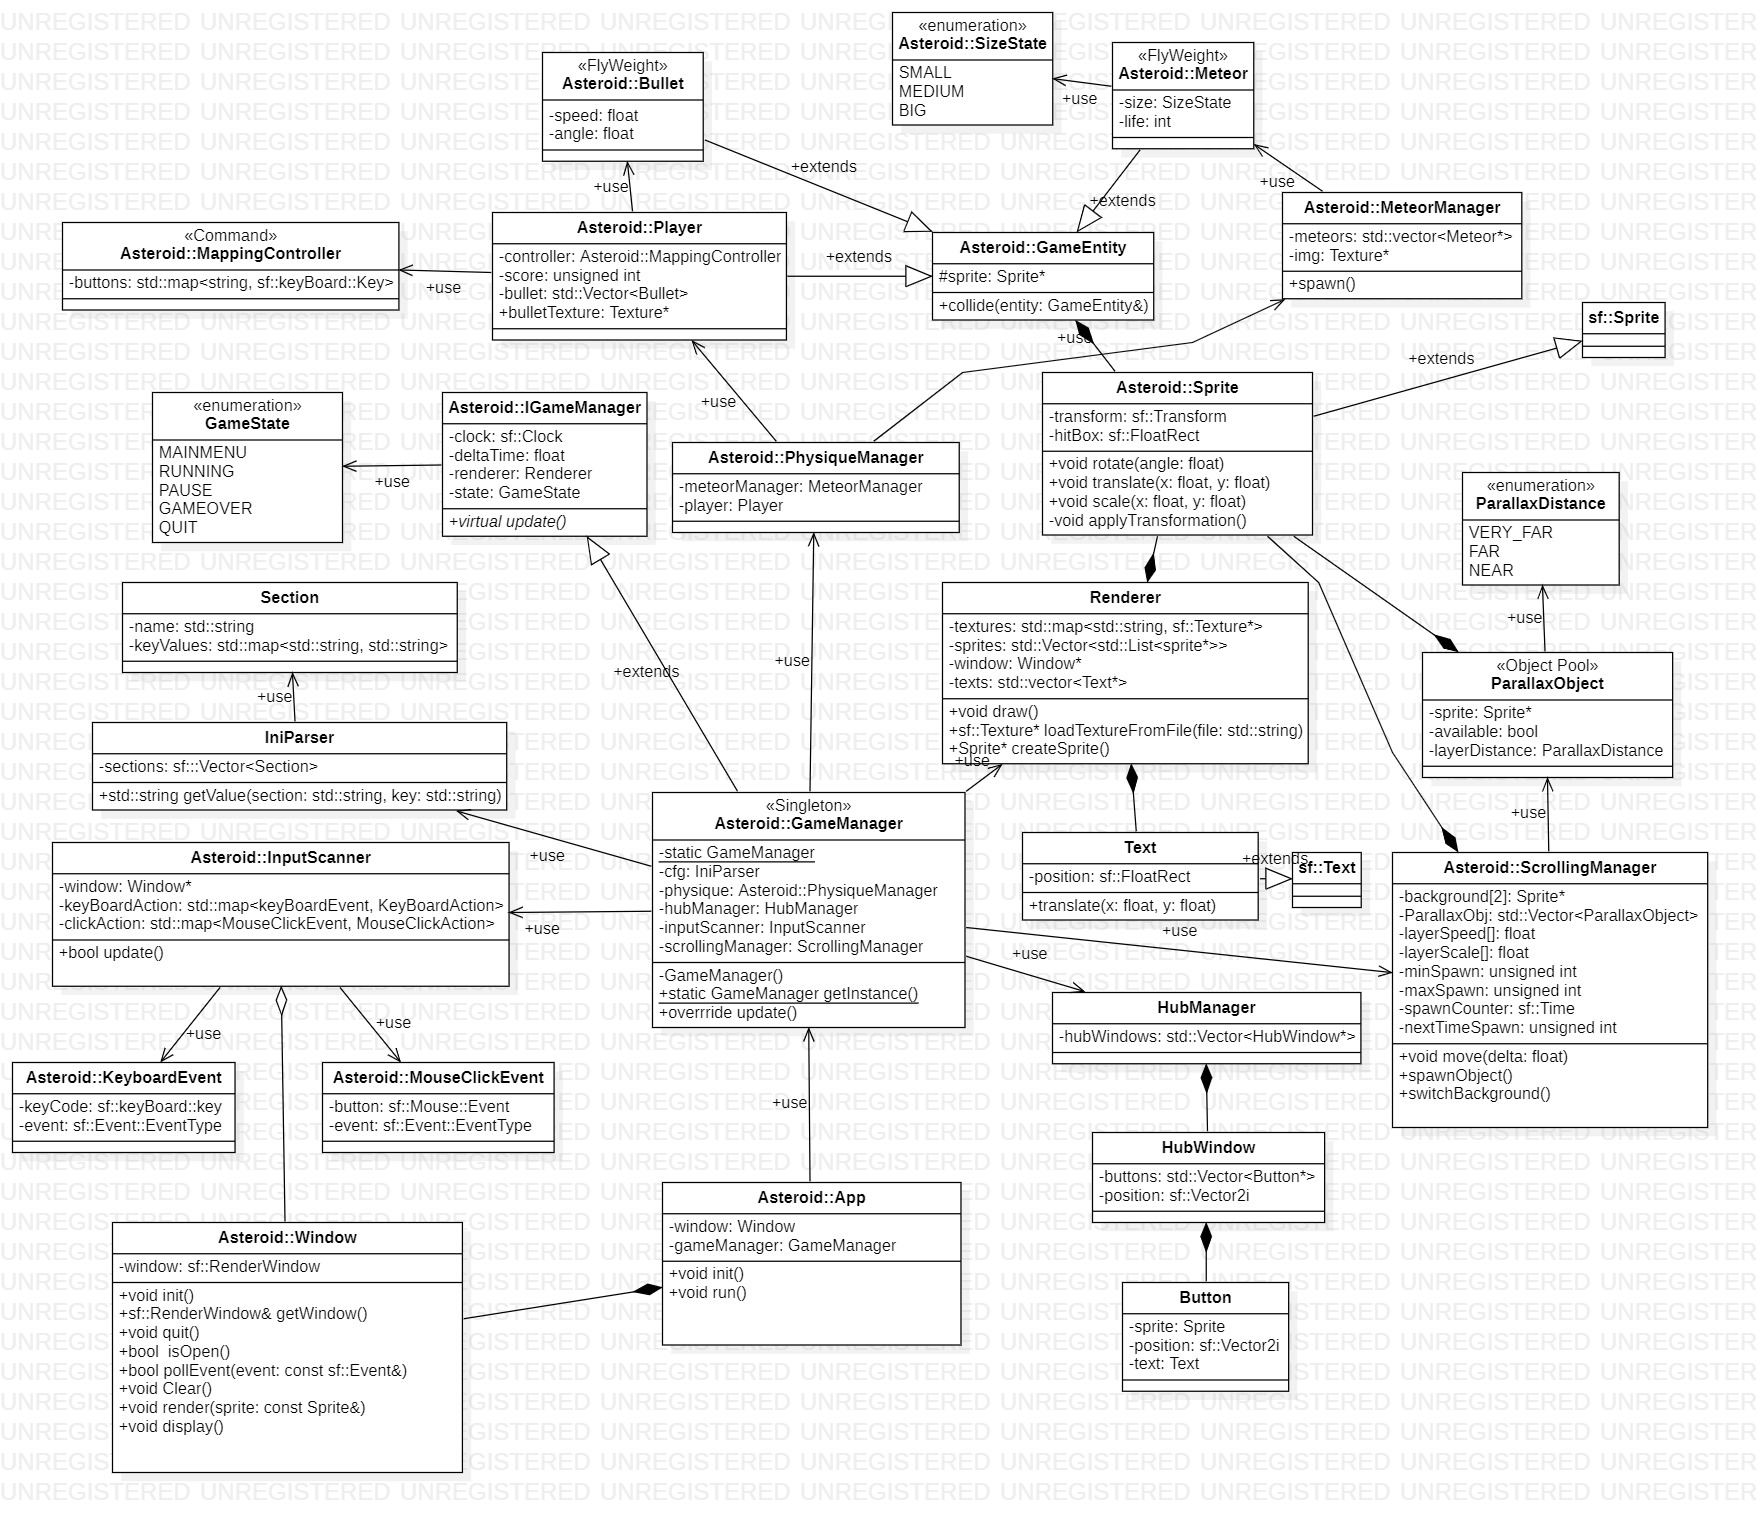 «enumeration»
Asteroid::SizeState
SMALL
MEDIUM
BIG
«FlyWeight»
Asteroid::Meteor
-size: SizeState
-life: int
+use
«FlyWeight»
Asteroid::Bullet
-speed: float
-angle: float
+extends
+use
+extends
+use
Asteroid::MeteorManager
-meteors: std::vector<Meteor*>
-img: Texture*
+spawn()
«Command»
Asteroid::MappingController
-buttons: std::map<string, sf::keyBoard::Key>
+use
Asteroid::Player
-controller: Asteroid::MappingController
-score: unsigned int
-bullet: std::Vector<Bullet>
+bulletTexture: Texture*
+extends
Asteroid::GameEntity
#sprite: Sprite*
+collide(entity: GameEntity&)
+use
sf::Sprite
+extends
«enumeration»
GameState
MAINMENU
RUNNING
PAUSE
GAMEOVER
QUIT
+use
Asteroid::IGameManager
-clock: sf::Clock
-deltaTime: float
-renderer: Renderer
-state: GameState
+virtual update()
+use
Asteroid::PhysiqueManager
-meteorManager: MeteorManager
-player: Player
Asteroid::Sprite
-transform: sf::Transform
-hitBox: sf::FloatRect
+void rotate(angle: float)
+void translate(x: float, y: float)
+void scale(x: float, y: float)
-void applyTransformation()
«enumeration»
ParallaxDistance
VERY_FAR
FAR
NEAR
+use
Section
-name: std::string
-keyValues: std::map<std::string, std::string>
+use
+extends
+use
Renderer
-textures: std::map<std::string, sf::Texture*>
-sprites: std::Vector<std::List<sprite*>>
-window: Window*
-texts: std::vector<Text*>
+void draw()
+sf::Texture* loadTextureFromFile(file: std::string)
+Sprite* createSprite()
+use
«Object Pool»
ParallaxObject
-sprite: Sprite*
-available: bool
-layerDistance: ParallaxDistance
+use
IniParser
-sections: sf:::Vector<Section>
+std::string getValue(section: std::string, key: std::string)
+use
«Singleton»
Asteroid::GameManager
-static GameManager
-cfg: IniParser
-physique: Asteroid::PhysiqueManager
-hubManager: HubManager
-inputScanner: InputScanner
-scrollingManager: ScrollingManager
-GameManager()
+static GameManager getInstance()
+overrride update()
Text
-position: sf::FloatRect
+translate(x: float, y: float)
+extends
sf::Text
Asteroid::ScrollingManager
-background[2]: Sprite*
-ParallaxObj: std::Vector<ParallaxObject>
-layerSpeed[]: float
-layerScale[]: float
-minSpawn: unsigned int
-maxSpawn: unsigned int
-spawnCounter: sf::Time
-nextTimeSpawn: unsigned int
+void move(delta: float)
+spawnObject()
+switchBackground()
Asteroid::InputScanner
-window: Window*
-keyBoardAction: std::map<keyBoardEvent, KeyBoardAction>
-clickAction: std::map<MouseClickEvent, MouseClickAction>
+bool update()
+use
+use
+use
HubManager
-hubWindows: std::Vector<HubWindow*>
+use
+use
Asteroid::KeyboardEvent
-keyCode: sf::keyBoard::key
-event: sf::Event::EventType
Asteroid::MouseClickEvent
-button: sf::Mouse::Event
-event: sf::Event::EventType
+use
HubWindow
-buttons: std::Vector<Button*>
-position: sf::Vector2i
Asteroid::App
-window: Window
-gameManager: GameManager
+void init()
+void run()
Asteroid::Window
-window: sf::RenderWindow
+void init()
+sf::RenderWindow& getWindow()
+void quit()
+bool  isOpen()
+bool pollEvent(event: const sf::Event&)
+void Clear()
+void render(sprite: const Sprite&)
+void display()
Button
-sprite: Sprite
-position: sf::Vector2i
-text: Text
UNREGISTERED